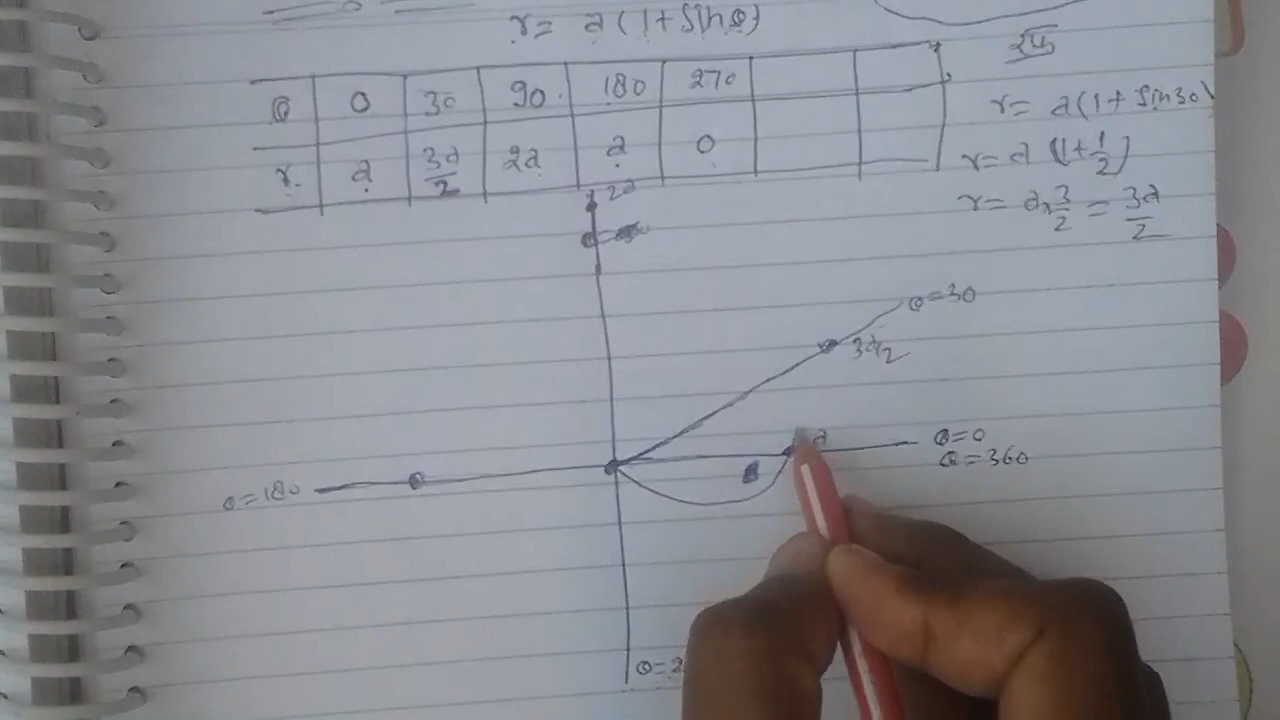 r = a(1+sinθ)
θ 0 30 90 180 270
r a 3a/2 2a a 0
r = a(1+sin30)
r = a (1+1/2)
r = a×3/2 = 3a/2
2a
θ=30
3a/2
a
θ=0
θ=360
θ=180
θ=2